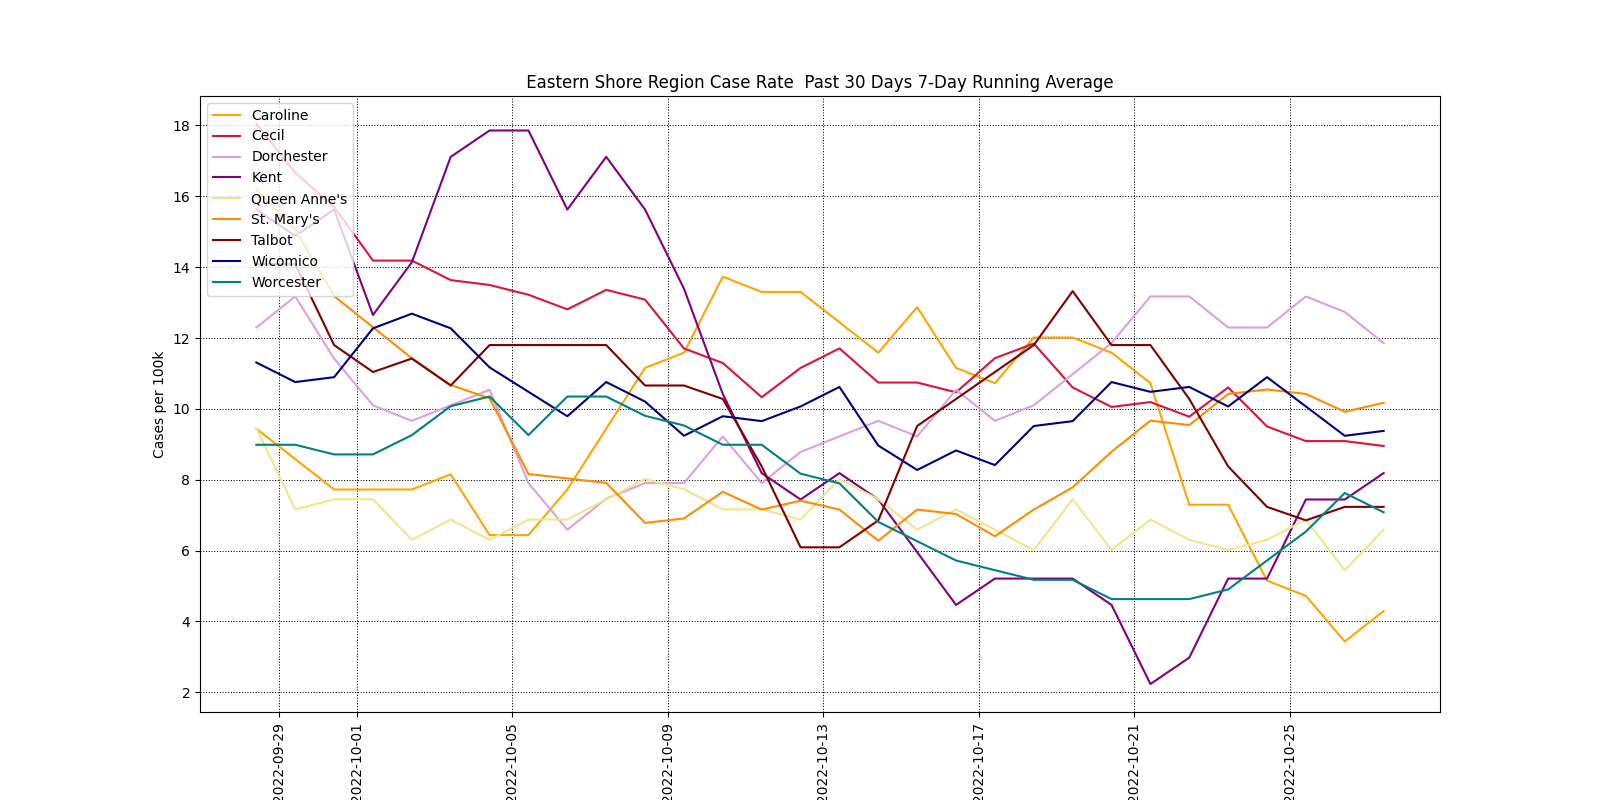 Eastern Shore Region Case Rate  Past 30 Days 7-Day Running Average
Caroline
Cecil
Dorchester
Kent
Queen Anne's
St. Mary's
Talbot
Wicomico
Worcester
Cases per 100k
18
16
14
12
10
8
6
4
2
2022-09-29
2022-10-01
2022-10-05
2022-10-09
2022-10-13
2022-10-17
2022-10-21
2022-10-25